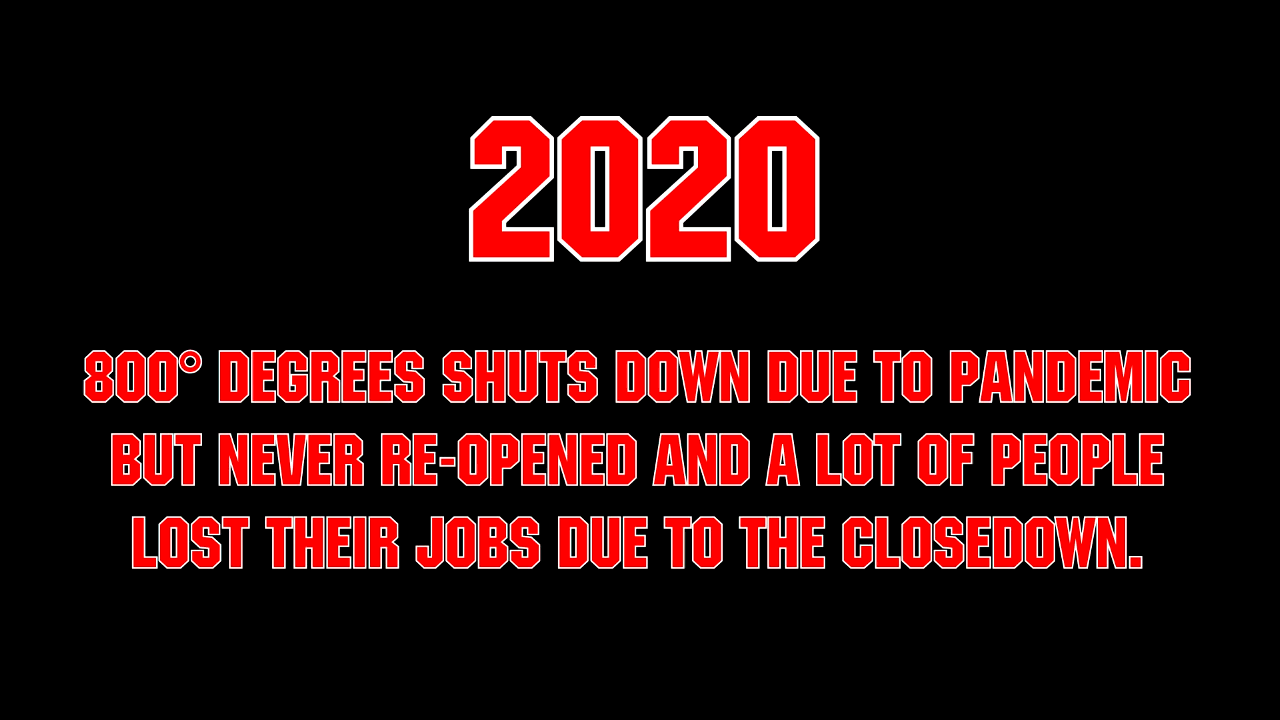 2020
800° DEGREES SHUTS DOWN DUE TO PANDEMIC
BUT NEVER RE-OPENED AND A LOT OF PEOPLE
LOST THEIR JOBS DUE TO THE CLOSEDOWN.